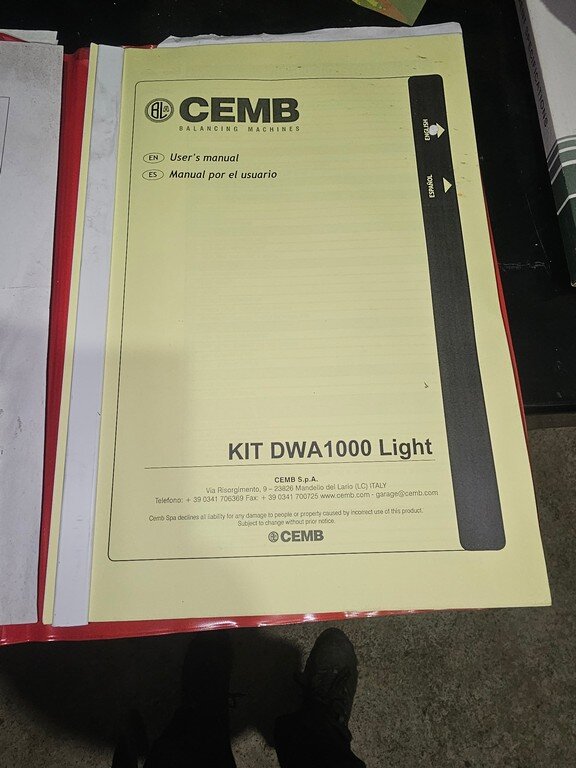 CEMB
BALANCING MACHINES
EN User's manual
ES Manual por el usuario
ENGLISH
ESPAÑOL
KIT DWA1000 Light
CEMB S.p.A.
Via Risorgimento, 9 – 23826 Mandello del Lario (LC) ITALY
Telefono: + 39 0341 706369 Fax: + 39 0341 700725 www.cemb.com - garage@cemb.com
Cemb Spa declines all liability for any damage to people or property caused by incorrect use of this product.
Subject to change without prior notice.
CEMB